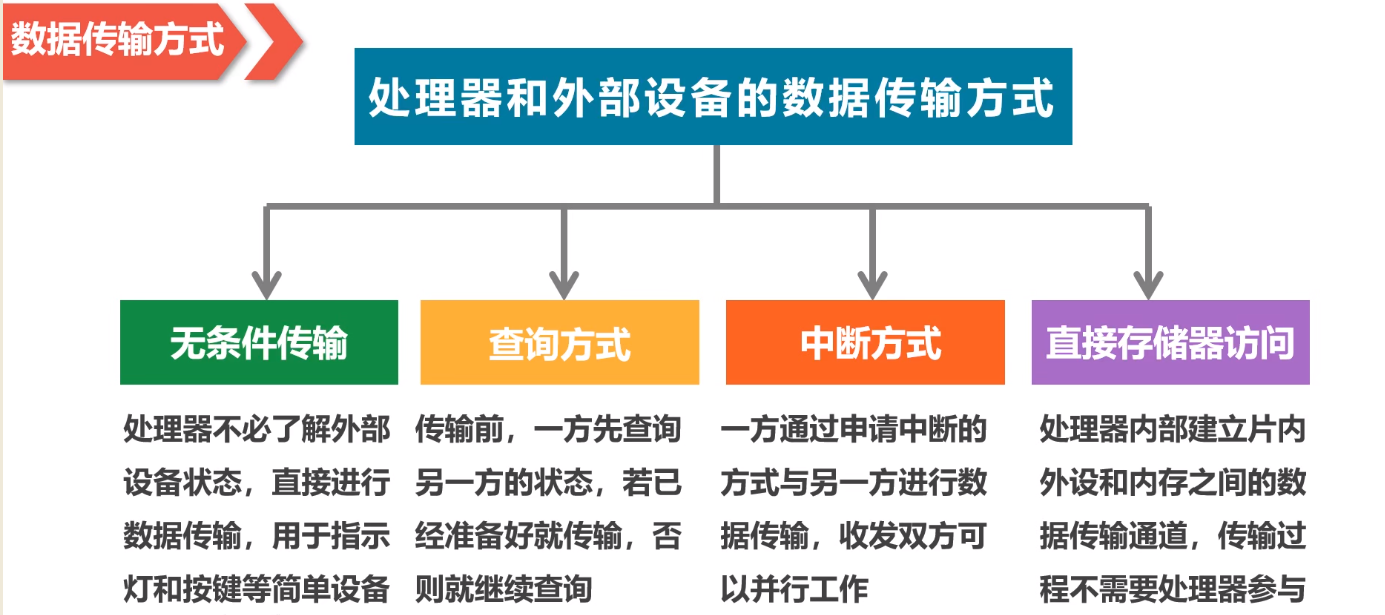 数据传输方式
处理器和外部设备的数据传输方式
无条件传输
处理器不必了解外部
设备状态，直接进行
数据传输，用于指示
灯和按键等简单设备
查询方式
传输前，一方先查询
另一方的状态，若已
经准备好就传输，否
则就继续查询
中断方式
一方通过申请中断的
方式与另一方进行数
据传输，收发双方可
以并行工作
直接存储器访问
处理器内部建立片内
外设和内存之间的数
据传输通道，传输过
程不需要处理器参与